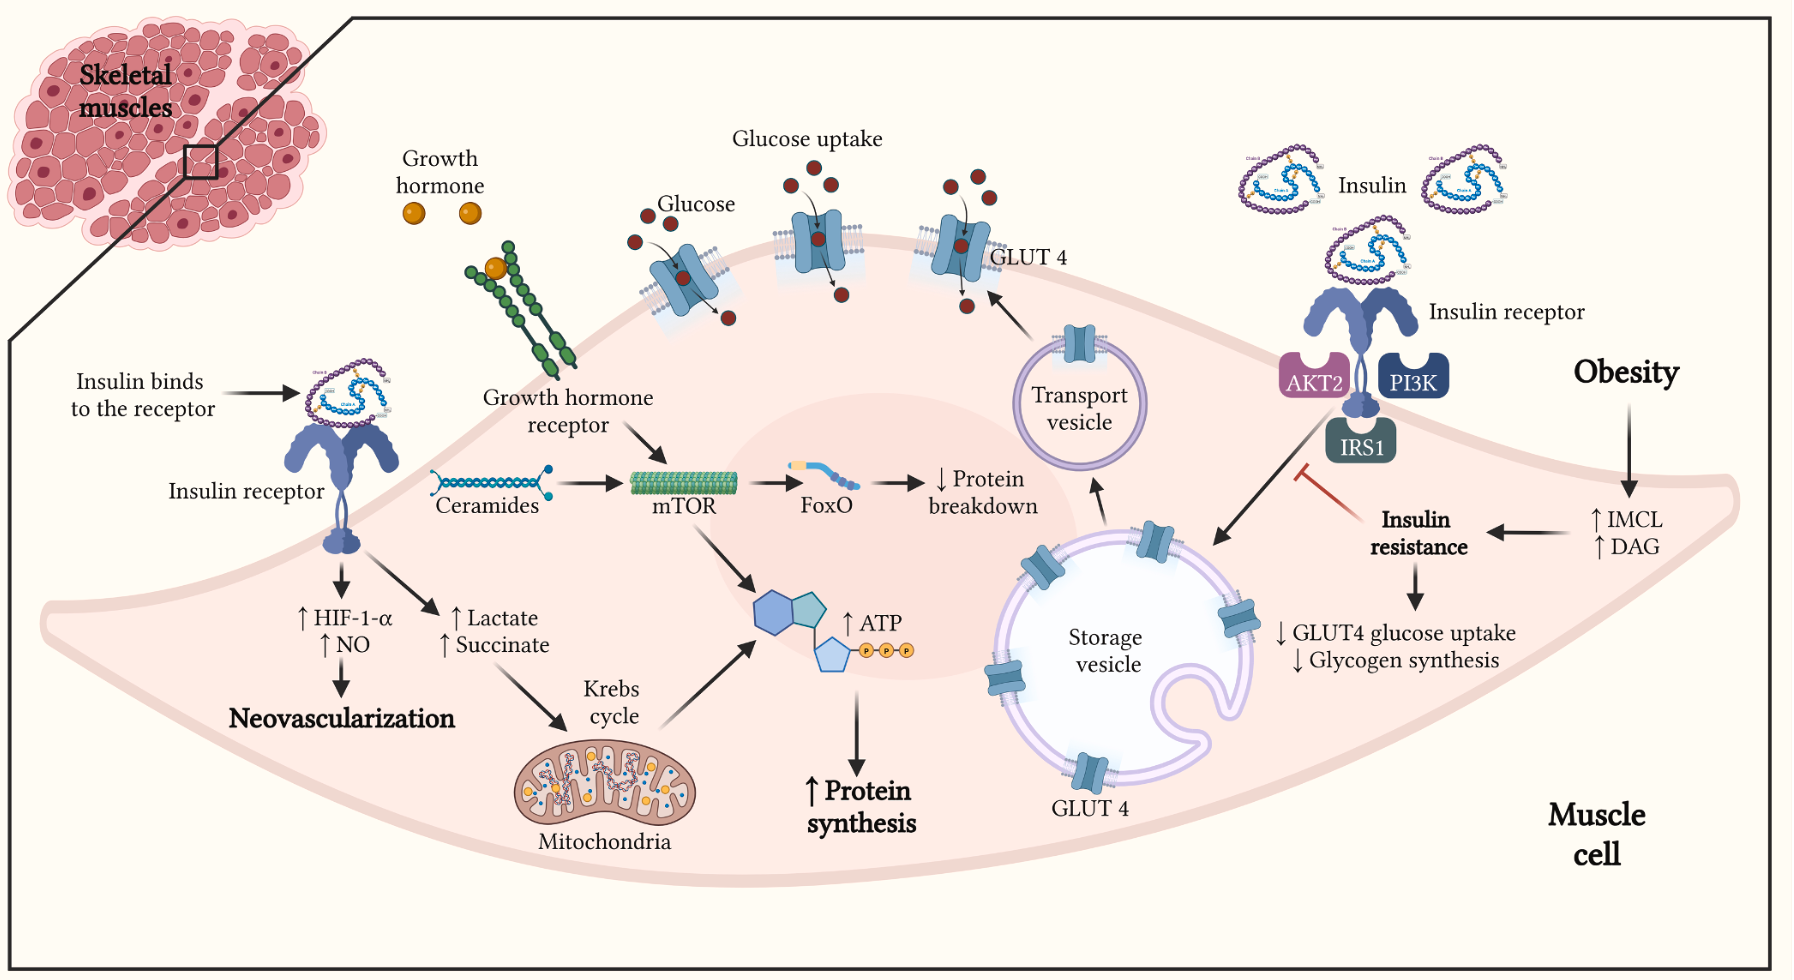 Skeletal
muscles
Growth
hormone
Glucose uptake
Glucose
GLUT 4
Insulin
Insulin receptor
AKT2
PI3K
IRS1
Obesity
Insulin binds
to the receptor
Insulin receptor
Growth hormone
receptor
Transport
vesicle
Ceramides
mTOR
FoxO
↓ Protein
breakdown
Insulin
resistance
↑ IMCL
↑ DAG
↑ HIF-1-α
↑ NO
↑ Lactate
↑ Succinate
↑ ATP
P P P
Storage
vesicle
↓ GLUT4 glucose uptake
↓ Glycogen synthesis
Neovascularization
Krebs
cycle
Mitochondria
↑ Protein
synthesis
GLUT 4
Muscle
cell